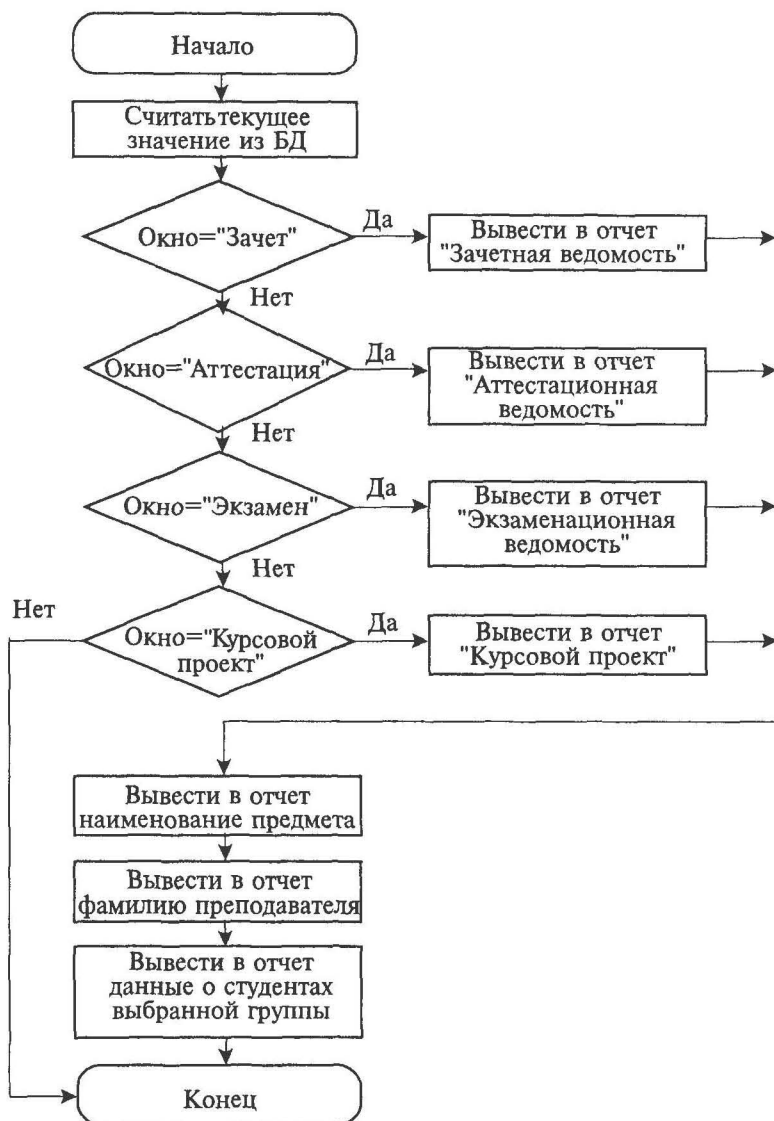 Начало
Считать текущее
значение из БД
Окно="Зачет"
Да
Вывести в отчет
"Зачетная ведомость"
Нет
Окно="Аттестация"
Да
Вывести в отчет
"Аттестационная
ведомость"
Нет
Окно="Экзамен"
Да
Вывести в отчет
"Экзаменационная
ведомость"
Нет
Нет
Окно="Курсовой
проект"
Да
Вывести в отчет
"Курсовой проект"
Вывести в отчет
наименование предмета
Вывести в отчет
фамилию преподавателя
Вывести в отчет
данные о студентах
выбранной группы
Конец